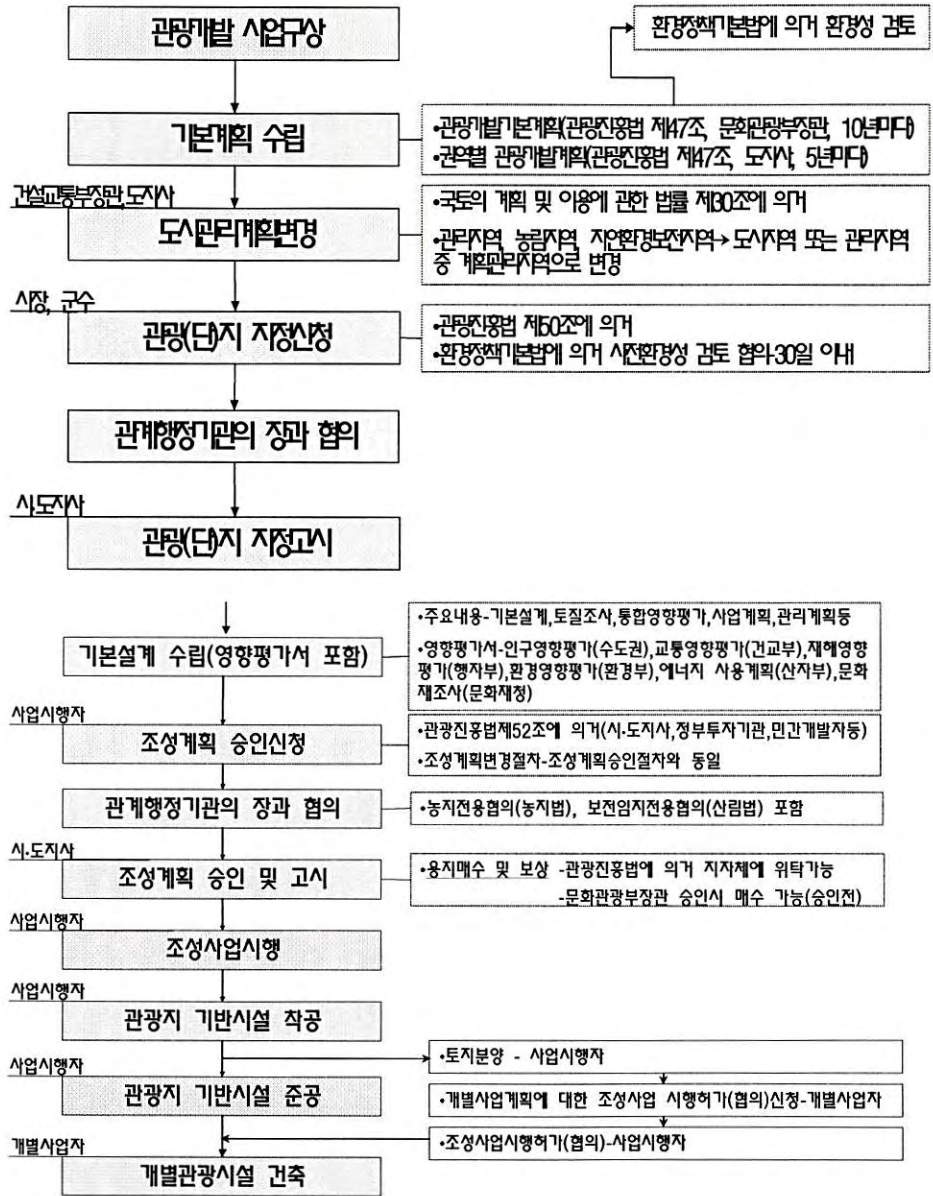 관광개발 사업구상
환경정책기본법에 의거 환경성 검토
기본계획 수립
•관광개발기본계획(관광진흥법 제47조, 문화관광부장관, 10년마다)
•권역별 관광개발계획(관광진흥법 제47조, 도지사, 5년마다)
건설교통부장관,도지사
도시관리계획변경
•국토의 계획 및 이용에 관한 법률 제30조에 의거
•관리지역, 농림지역, 자연환경보전지역→도시지역 또는 관리지역
중 계획관리지역으로 변경
시장, 군수
관광(단)지 지정신청
•관광진흥법 제50조에 의거
•환경정책기본법에 의거 사전환경성 검토 협의-30일 이내
관계행정기관의 장과 협의
시도지사
관광(단)지 지정고시
기본설계 수립(영향평가서 포함)
•주요내용-기본설계,토질조사,통합영향평가,사업계획,관리계획등
•영향평가서-인구영향평가(수도권),교통영향평가(건교부),재해영향
평가(행자부),환경영향평가(환경부),에너지 사용계획(산자부),문화
재조사(문화재청)
사업시행자
조성계획 승인신청
•관광진흥법제52조에 의거(시·도지사,정부투자기관,민간개발자등)
•조성계획변경절차-조성계획승인절차와 동일
관계행정기관의 장과 협의
•농지전용협의(농지법), 보전임지전용협의(산림법) 포함
시·도지사
조성계획 승인 및 고시
•용지매수 및 보상 -관광진흥법에 의거 지자체에 위탁가능
-문화관광부장관 승인시 매수 가능(승인전)
사업시행자
조성사업시행
사업시행자
관광지 기반시설 착공
•토지분양 - 사업시행자
사업시행자
관광지 기반시설 준공
•개별사업계획에 대한 조성사업 시행허가(협의)신청-개별사업자
•조성사업시행허가(협의)-사업시행자
개별사업자
개별관광시설 건축